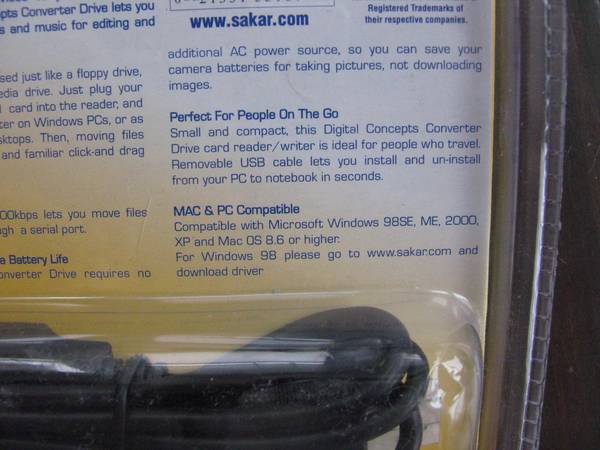 pts Converter Drive lets you
s and music for editing and
sed just like a floppy drive,
edia drive. Just plug your
card into the reader, and
ter on Windows PCs, or as
sktops. Then, moving files
and familiar click-and drag
00kbps lets you move files
ugh a serial port.
a Battery Life
onverter Drive requires no
www.sakar.com
Registered Trademarks of
their respective companies.
additional AC power source, so you can save your
camera batteries for taking pictures, not downloading
images.
Perfect For People On The Go
Small and compact, this Digital Concepts Converter
Drive card reader/writer is ideal for people who travel.
Removable USB cable lets you install and un-install
from your PC to notebook in seconds.
MAC & PC Compatible
Compatible with Microsoft Windows 98SE, ME, 2000,
XP and Mac OS 8.6 or higher.
For Windows 98 please go to www.sakar.com and
download driver